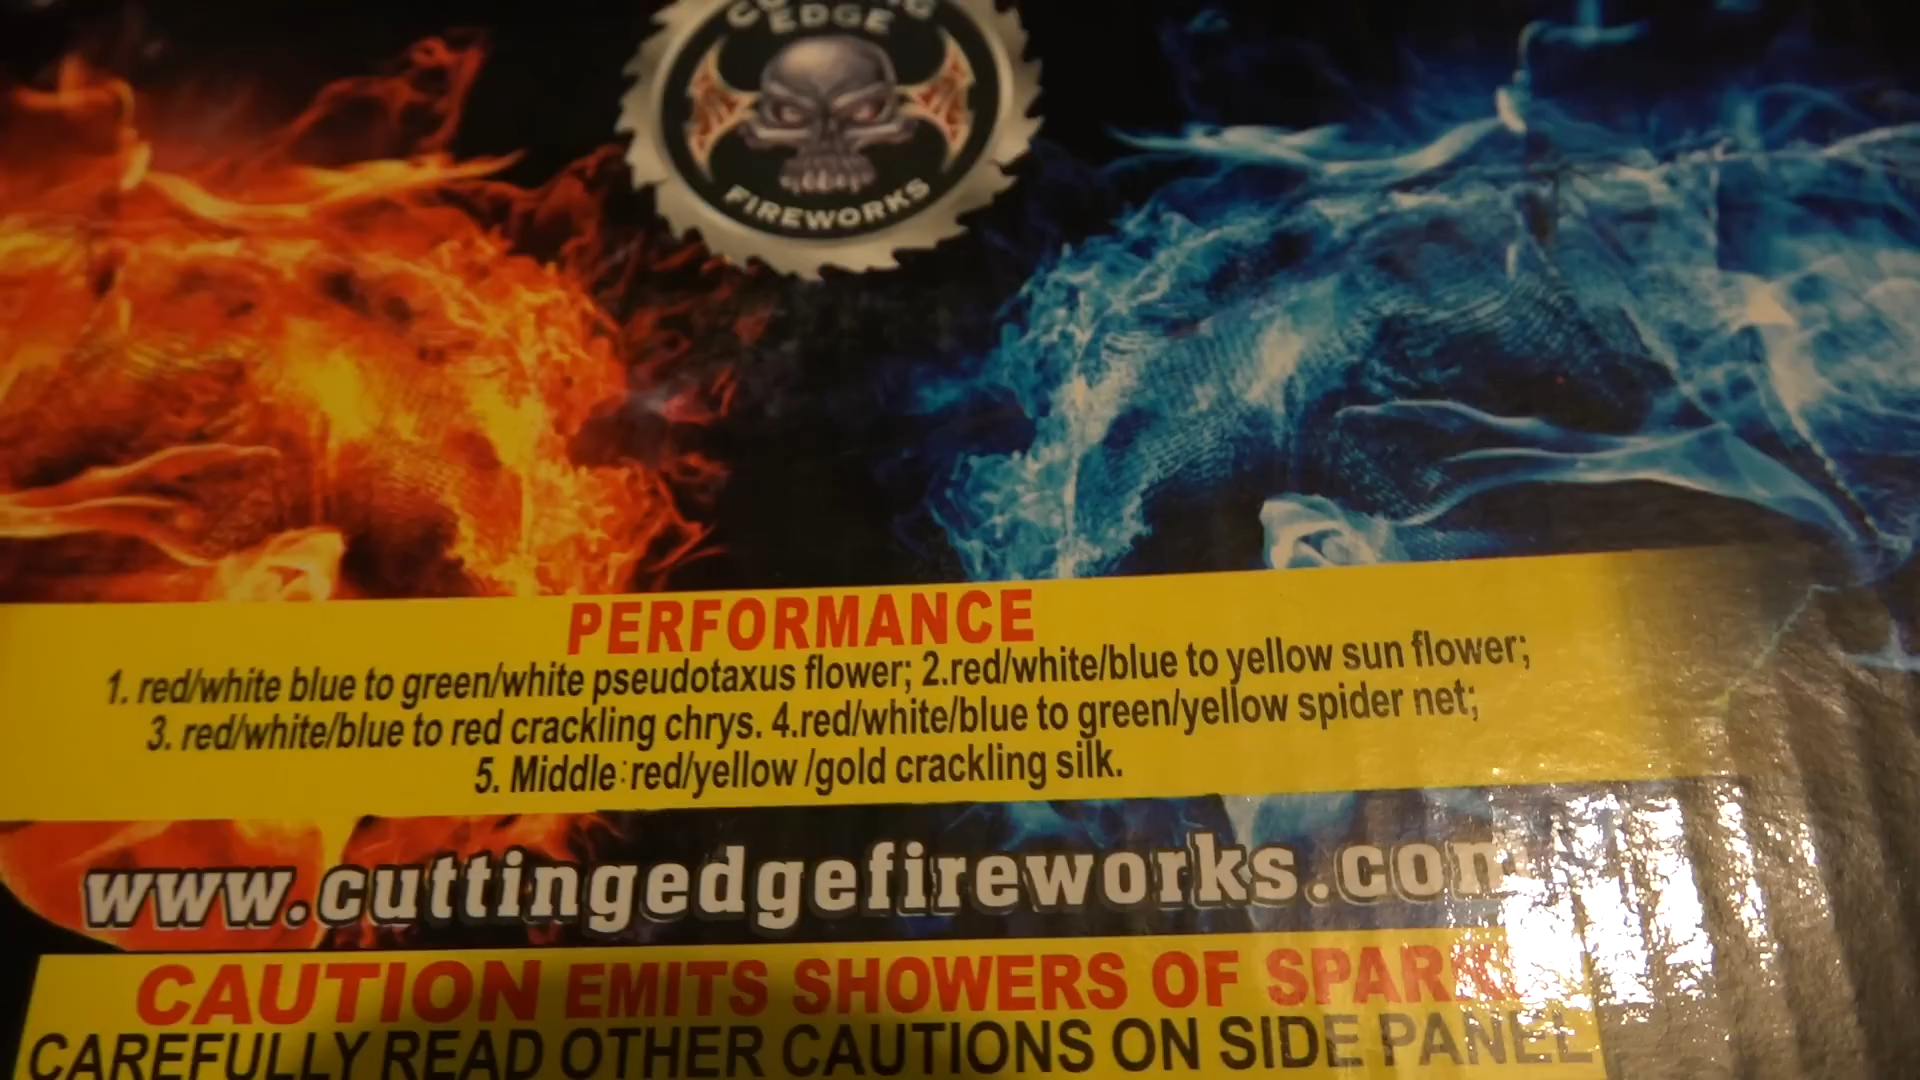 CUTTING
EDGE
FIREWORKS
PERFORMANCE
1. red/white blue to green/white pseudotaxus flower; 2.red/white/blue to yellow sun flower;
3. red/white/blue to red crackling chrys. 4.red/white/blue to green/yellow spider net;
5. Middle:red/yellow /gold crackling silk.
www.cuttingedgefireworks.com
CAUTION EMITS SHOWERS OF SPARKS
CAREFULLY READ OTHER CAUTIONS ON SIDE PANEL